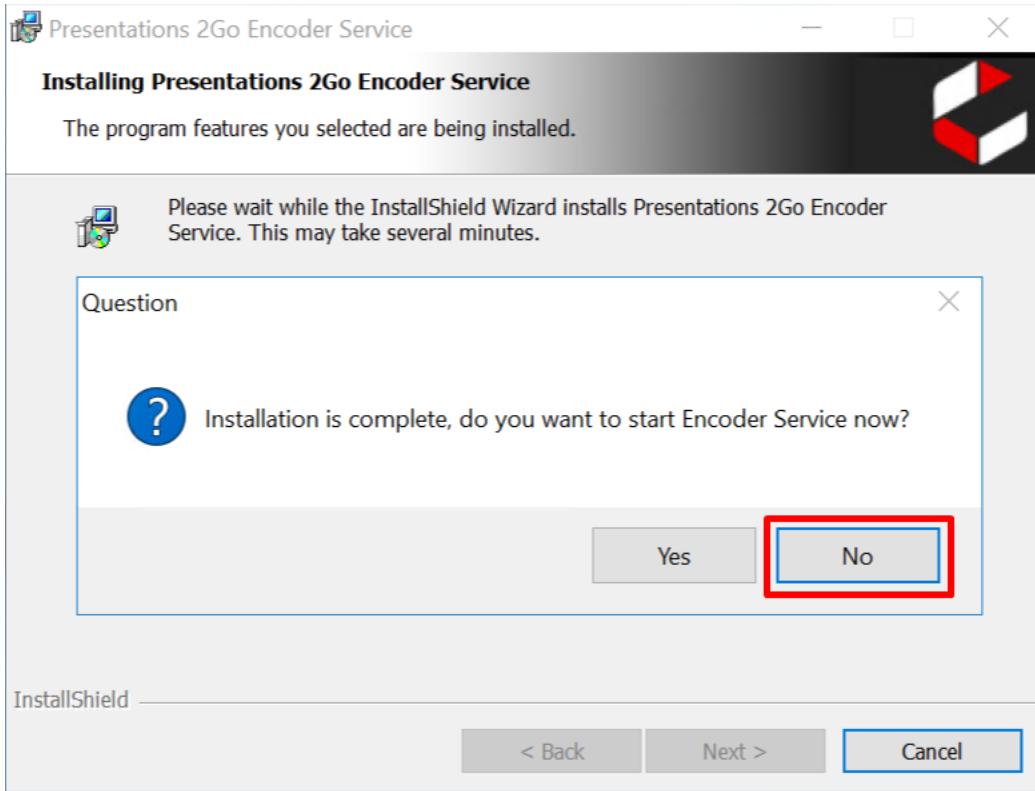 Presentations 2Go Encoder Service
Installing Presentations 2Go Encoder Service
The program features you selected are being installed.
Please wait while the InstallShield Wizard installs Presentations 2Go Encoder
Service. This may take several minutes.
Question
Installation is complete, do you want to start Encoder Service now?
Yes No
InstallShield
< Back Next > Cancel